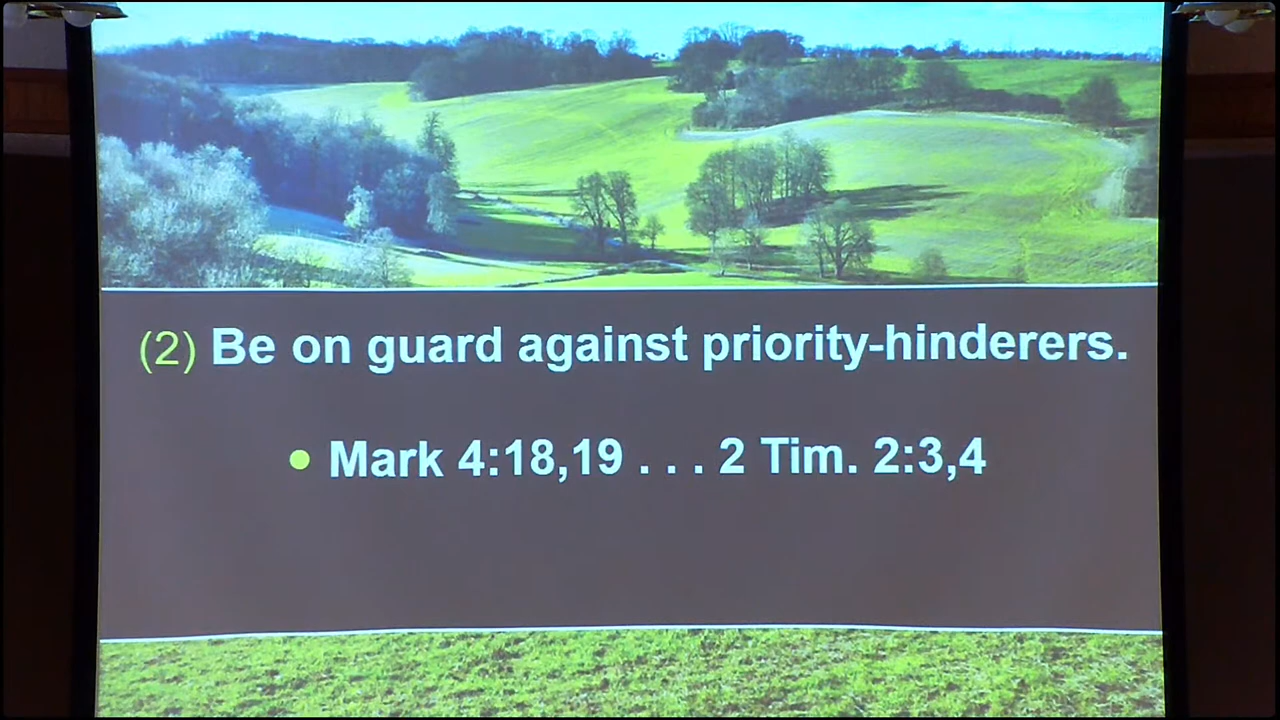 (2) Be on guard against priority-hinderers.
• Mark 4:18,19 . . . 2 Tim. 2:3,4